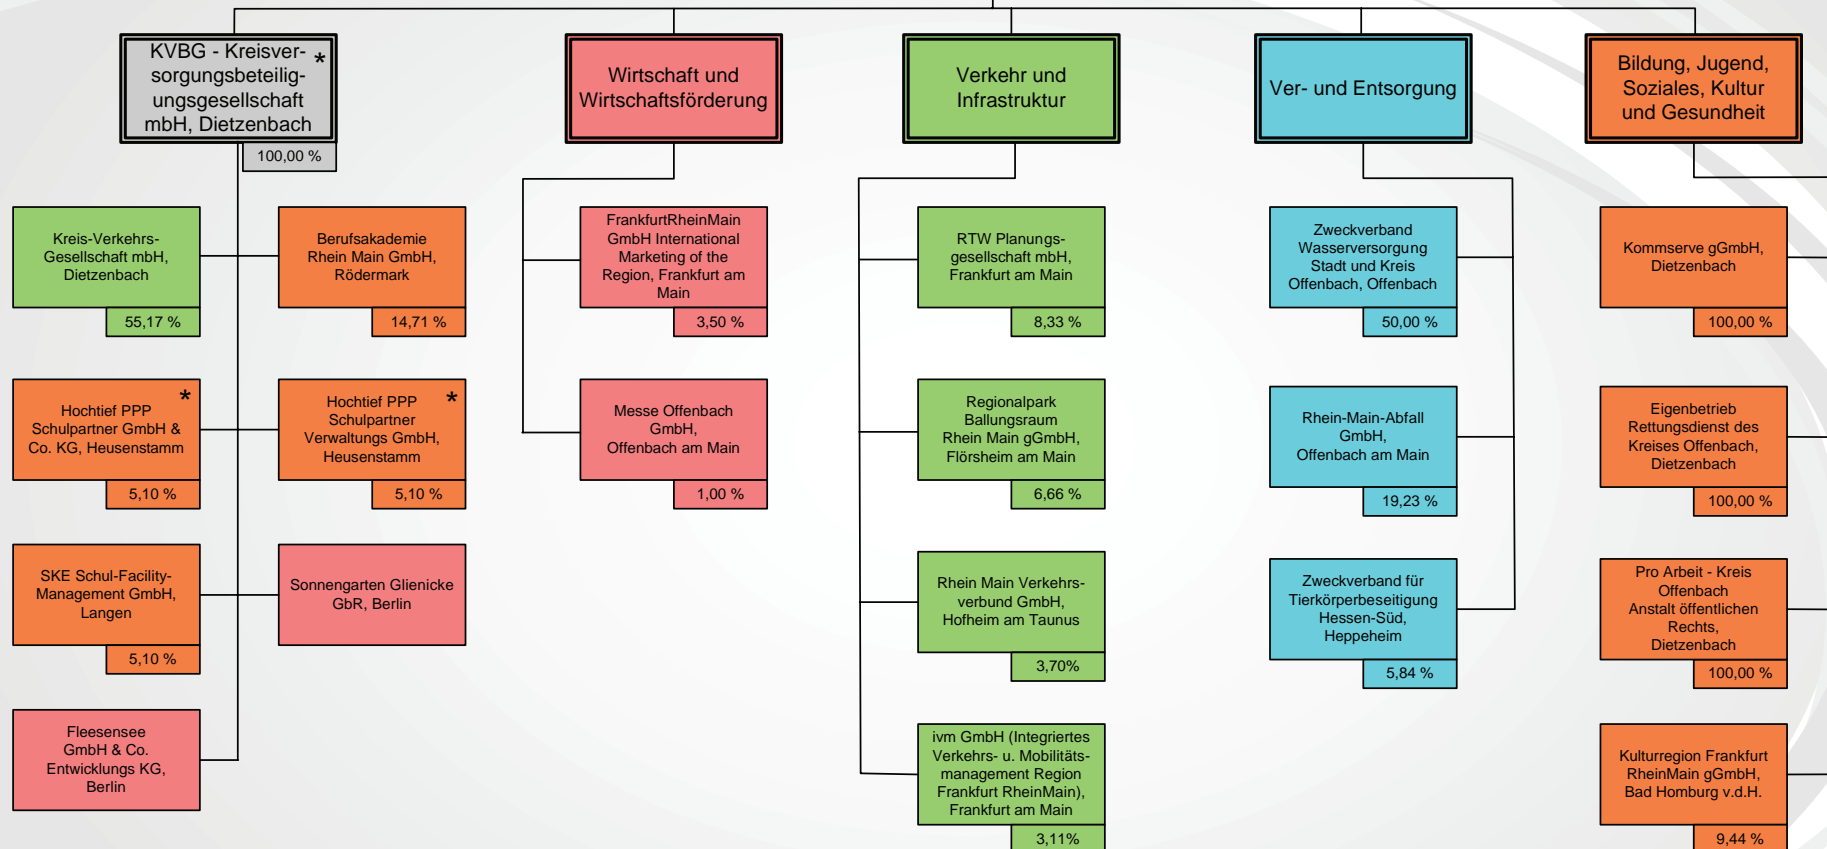 KVBG - Kreisver-
sorgungsbeteilig-
ungsgesellschaft
mbH, Dietzenbach
*
100,00 %
Kreis-Verkehrs-
Gesellschaft mbH,
Dietzenbach
55,17 %
Berufsakademie
Rhein Main GmbH,
Rödermark
14,71 %
Hochtief PPP
Schulpartner GmbH &
Co. KG, Heusenstamm
*
5,10 %
Hochtief PPP
Schulpartner
Verwaltungs GmbH,
Heusenstamm
*
5,10 %
SKE Schul-Facility-
Management GmbH,
Langen
5,10 %
Sonnengarten Glienicke
GbR, Berlin
Fleesensee
GmbH & Co.
Entwicklungs KG,
Berlin
Wirtschaft und
Wirtschaftsförderung
FrankfurtRheinMain
GmbH International
Marketing of the
Region, Frankfurt am
Main
3,50 %
Messe Offenbach
GmbH,
Offenbach am Main
1,00 %
Verkehr und
Infrastruktur
RTW Planungs-
gesellschaft mbH,
Frankfurt am Main
8,33 %
Regionalpark
Ballungsraum
Rhein Main gGmbH,
Flörsheim am Main
6,66 %
Rhein Main Verkehrs-
verbund GmbH,
Hofheim am Taunus
3,70%
ivm GmbH (Integriertes
Verkehrs- u. Mobilitäts-
management Region
Frankfurt RheinMain),
Frankfurt am Main
3,11%
Ver- und Entsorgung
Zweckverband
Wasserversorgung
Stadt und Kreis
Offenbach, Offenbach
50,00 %
Rhein-Main-Abfall
GmbH,
Offenbach am Main
19,23 %
Zweckverband für
Tierkörperbeseitigung
Hessen-Süd,
Heppeheim
5,84 %
Bildung, Jugend,
Soziales, Kultur
und Gesundheit
Kommserve gGmbH,
Dietzenbach
100,00 %
Eigenbetrieb
Rettungsdienst des
Kreises Offenbach,
Dietzenbach
100,00 %
Pro Arbeit - Kreis
Offenbach
Anstalt öffentlichen
Rechts,
Dietzenbach
100,00 %
Kulturregion Frankfurt
RheinMain gGmbH,
Bad Homburg v.d.H.
9,44 %